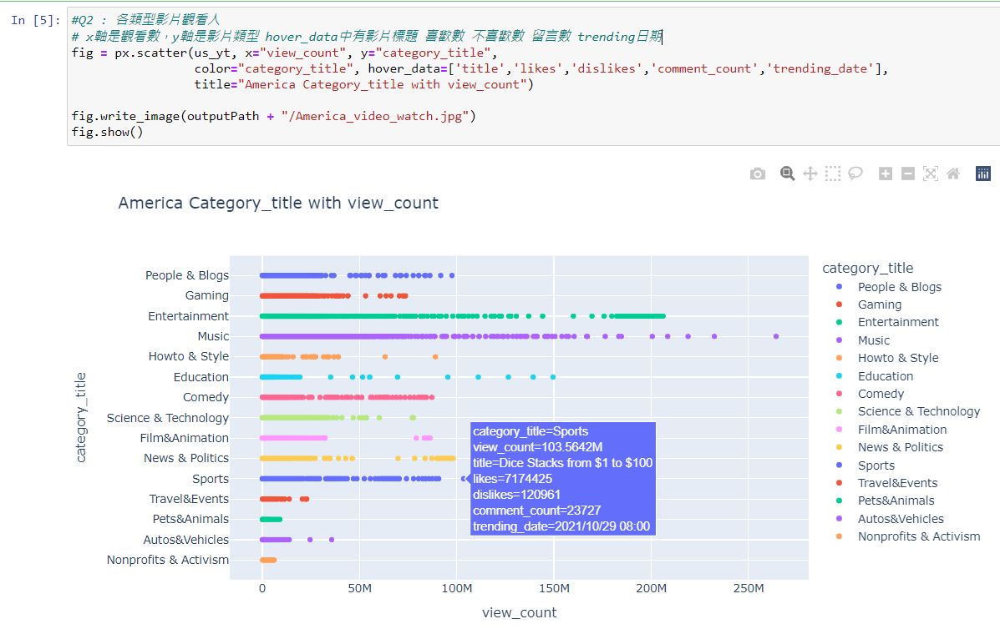 In [5]:
#Q2 : 各類型影片觀看人
# x軸是觀看數，y軸是影片類型 hover_data中有影片標題 喜歡數 不喜歡數 留言數 trending日期
fig = px.scatter(us_yt, x="view_count", y="category_title",
color="category_title", hover_data=['title','likes','dislikes','comment_count','trending_date'],
title="America Category_title with view_count")
fig.write_image(outputPath + "/America_video_watch.jpg")
fig.show()
America Category_title with view_count
category_title
People & Blogs
Gaming
Entertainment
Music
Howto & Style
Education
Comedy
Science & Technology
Film&Animation
News & Politics
Sports
Travel&Events
Pets&Animals
Autos&Vehicles
Nonprofits & Activism
category_title=Sports
view_count=103.5642M
title=Dice Stacks from $1 to $100
likes=7174425
dislikes=120961
comment_count=23727
trending_date=2021/10/29 08:00
0
50M
100M
150M
200M
250M
view_count
category_title
People & Blogs
Gaming
Entertainment
Music
Howto & Style
Education
Comedy
Science & Technology
Film&Animation
News & Politics
Sports
Travel&Events
Pets&Animals
Autos&Vehicles
Nonprofits & Activism